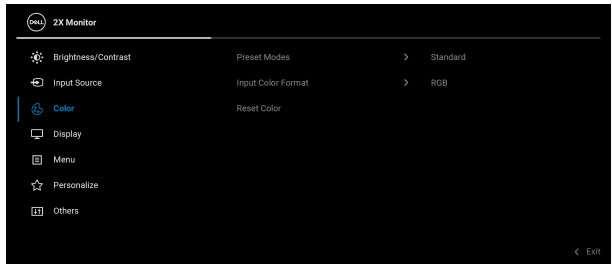 DELL 2X Monitor
Brightness/Contrast Preset Modes > Standard
Input Source Input Color Format > RGB
Color Reset Color
Display
Menu
Personalize
Others
< Exit